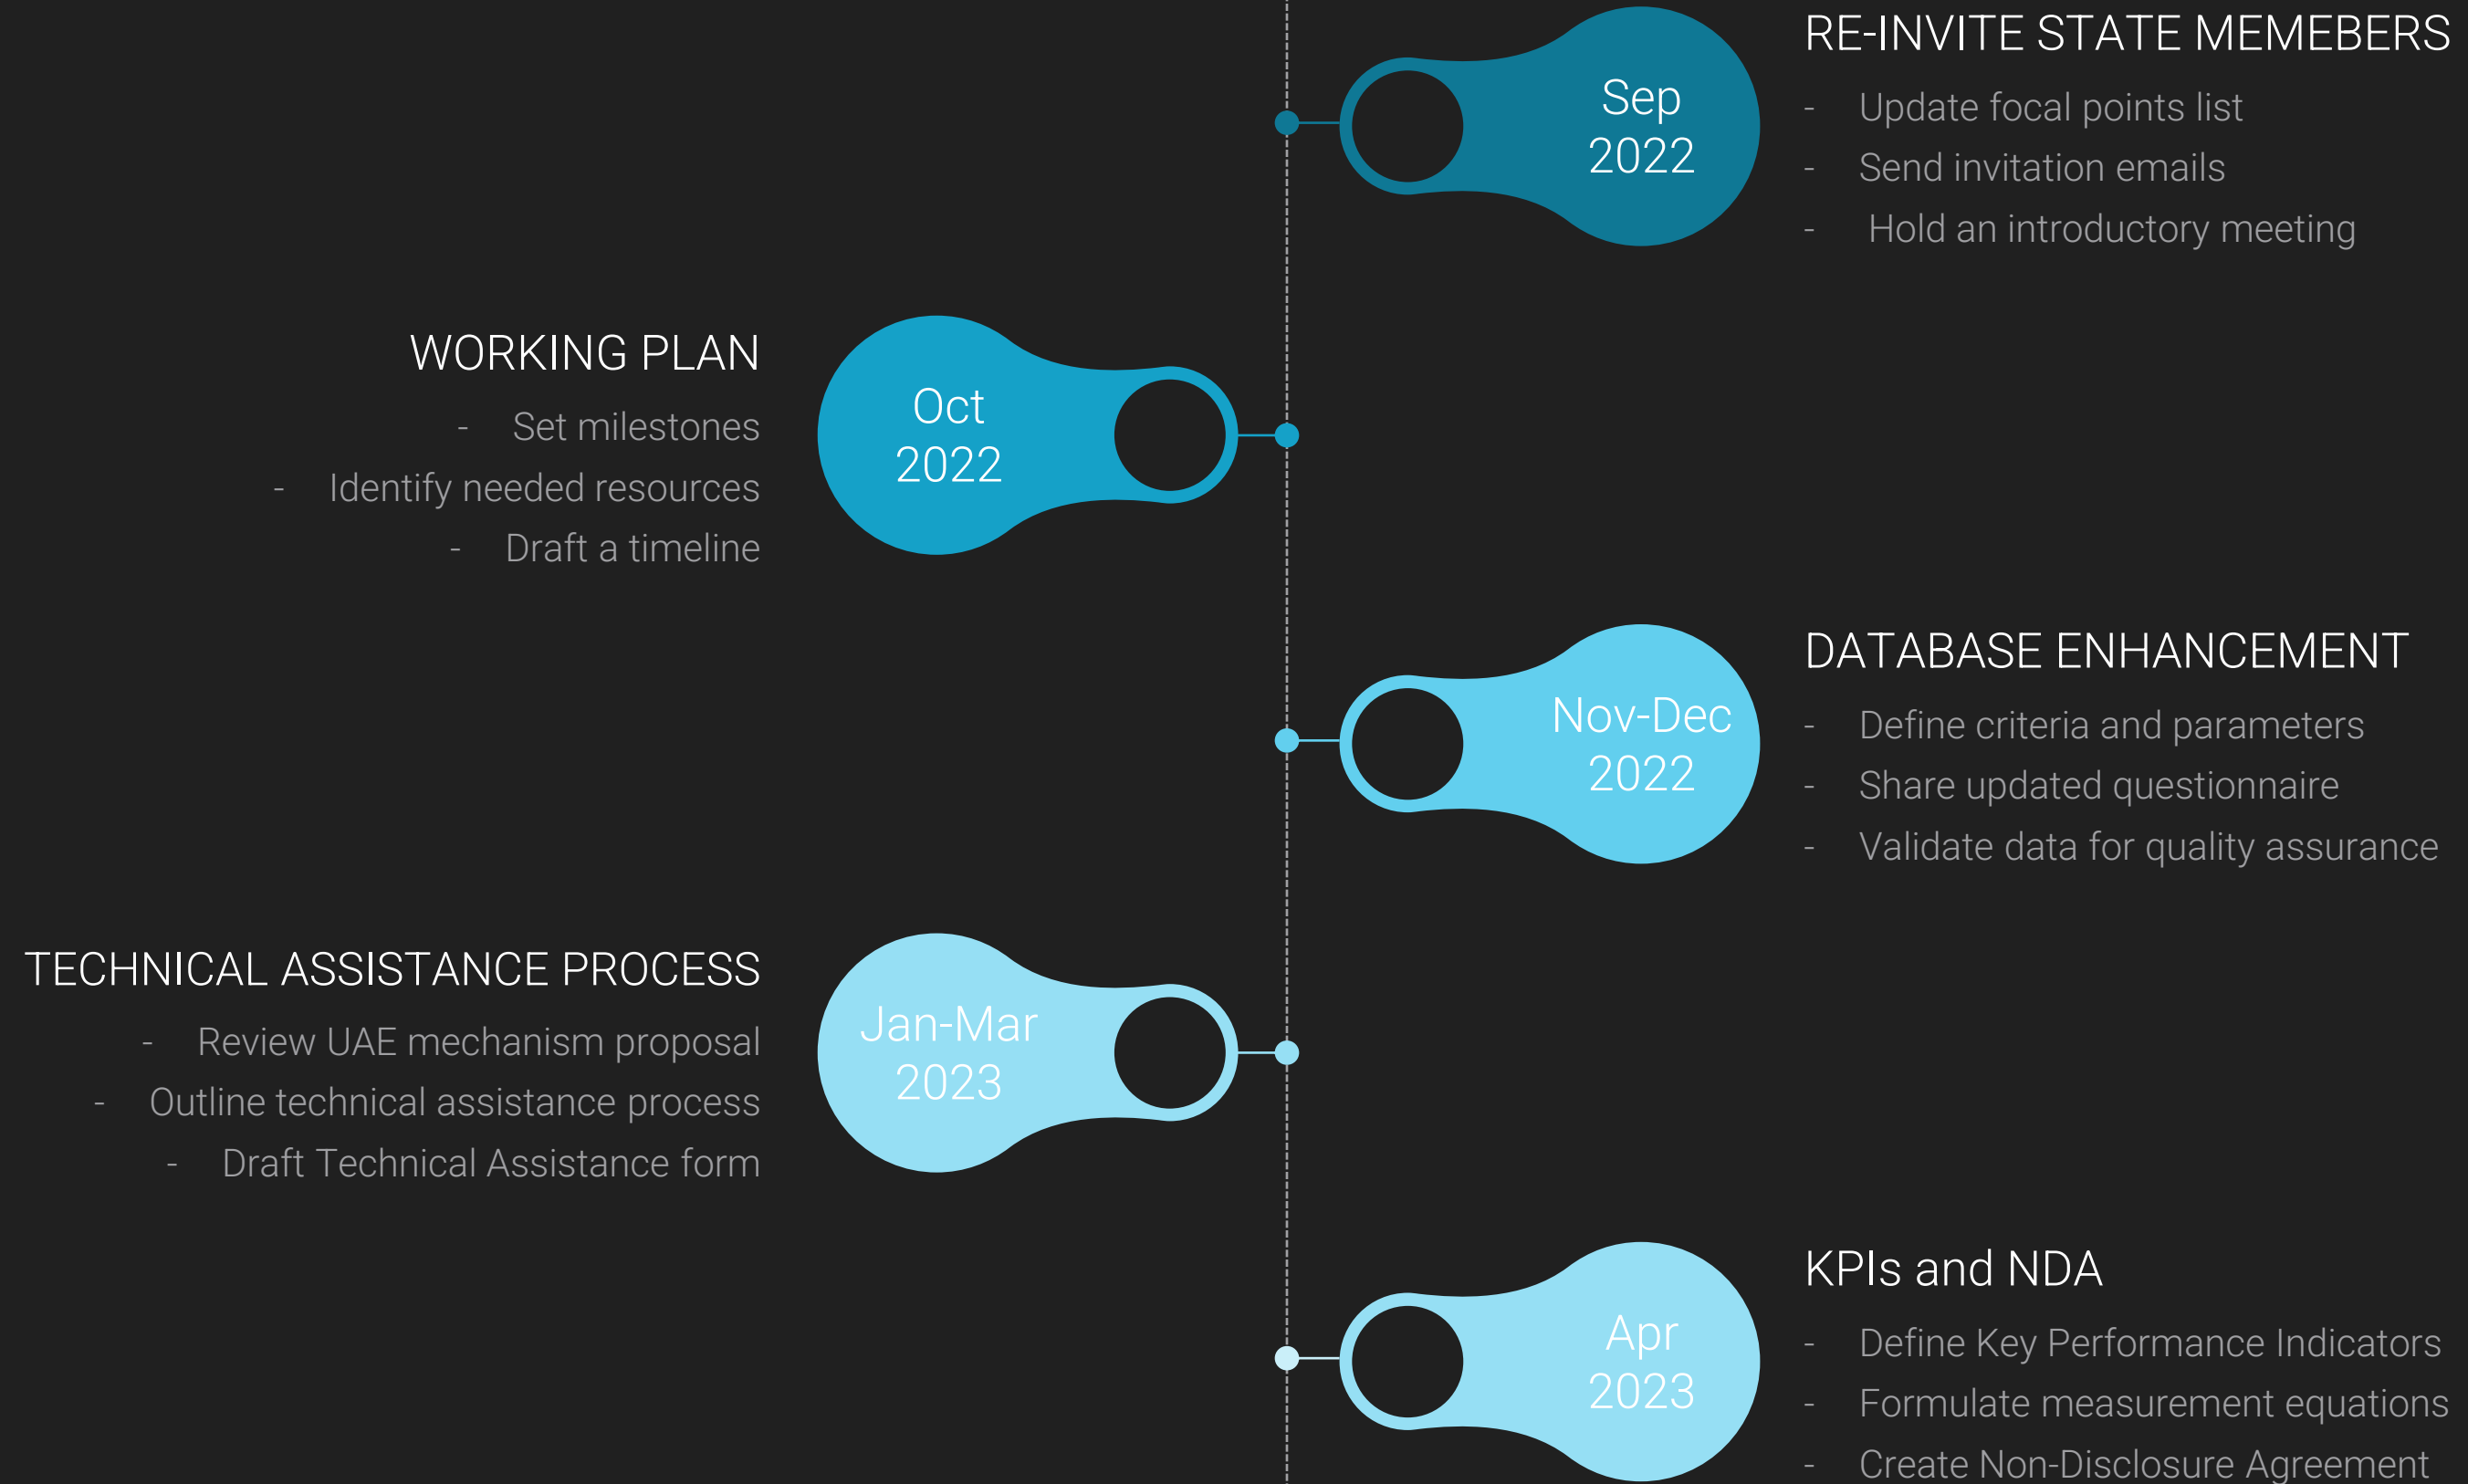 RE-INVITE STATE MEMEBERS
Sep
2022
- Update focal points list
- Send invitation emails
- Hold an introductory meeting
WORKING PLAN
Oct
2022
- Set milestones
- Identify needed resources
- Draft a timeline
DATABASE ENHANCEMENT
Nov-Dec
2022
- Define criteria and parameters
- Share updated questionnaire
- Validate data for quality assurance
TECHNICAL ASSISTANCE PROCESS
Jan-Mar
2023
- Review UAE mechanism proposal
- Outline technical assistance process
- Draft Technical Assistance form
KPIs and NDA
Apr
2023
- Define Key Performance Indicators
- Formulate measurement equations
- Create Non-Disclosure Agreement